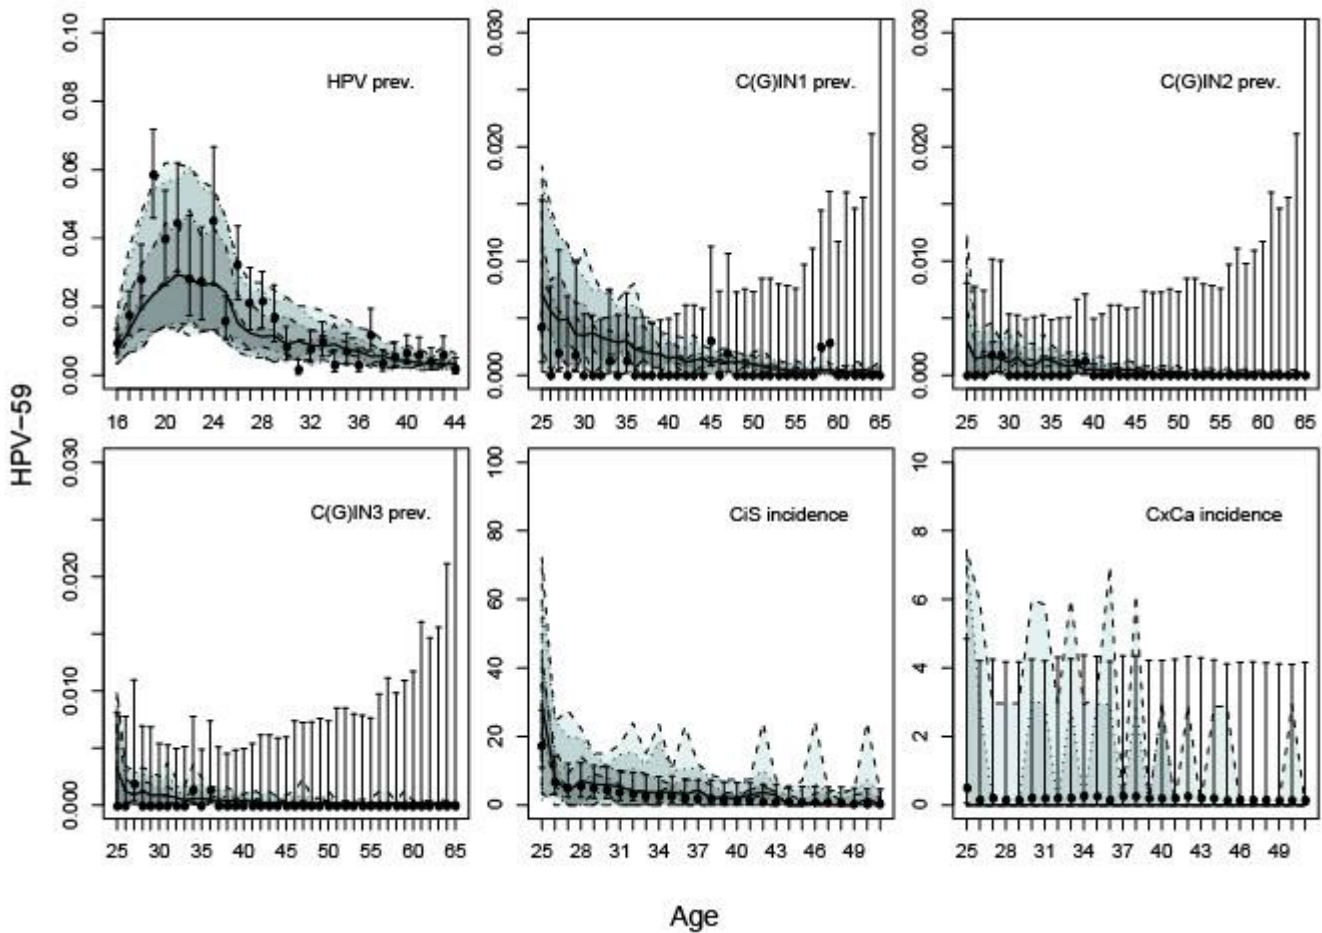 HPV-59
0.00 0.02 0.04 0.06 0.08 0.10
HPV prev.
16 20 24 28 32 36 40 44
0.000 0.010 0.020 0.030
C(G)IN1 prev.
25 30 35 40 45 50 55 60 65
0.000 0.010 0.020 0.030
C(G)IN2 prev.
25 30 35 40 45 50 55 60 65
0.000 0.010 0.020 0.030
C(G)IN3 prev.
25 30 35 40 45 50 55 60 65
0 20 40 60 80 100
CiS incidence
25 28 31 34 37 40 43 46 49
0 2 4 6 8 10
CxCa incidence
25 28 31 34 37 40 43 46 49
Age